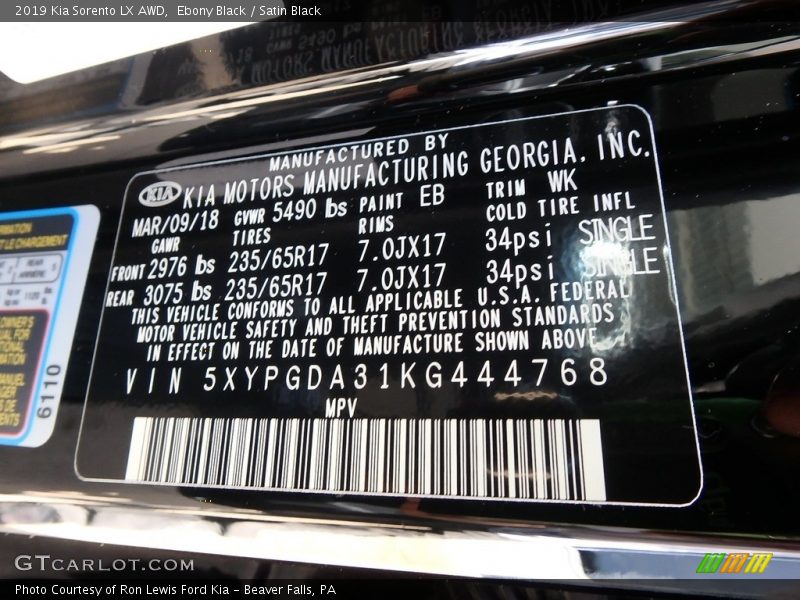 2019 Kia Sorento LX AWD, Ebony Black / Satin Black
MANUFACTURED BY
KIA KIA MOTORS MANUFACTURING GEORGIA, INC.
MAR/09/18 GVWR 5490 lbs PAINT EB TRIM WK
GAWR TIRES RIMS COLD TIRE INFL
FRONT 2976 lbs 235/65R17 7.0JX17 34psi SINGLE
REAR 3075 lbs 235/65R17 7.0JX17 34psi SINGLE
THIS VEHICLE CONFORMS TO ALL APPLICABLE U.S.A. FEDERAL
MOTOR VEHICLE SAFETY AND THEFT PREVENTION STANDARDS
IN EFFECT ON THE DATE OF MANUFACTURE SHOWN ABOVE
VIN 5XYPGDA31KG444768
MPV
6110
GTCARLOT.COM
Photo Courtesy of Ron Lewis Ford Kia - Beaver Falls, PA